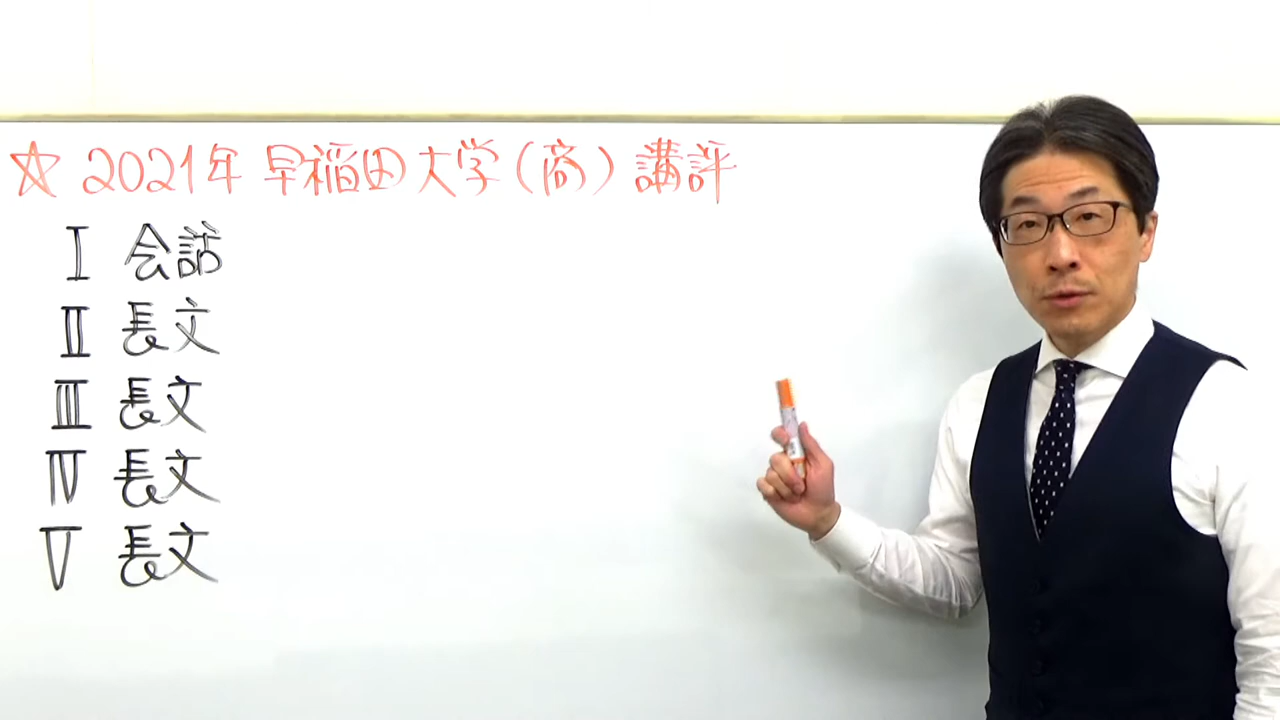 ☆ 2021年 早稲田大学(商)講評
Ⅰ 会話
Ⅱ 長文
Ⅲ 長文
Ⅳ 長文
Ⅴ 長文